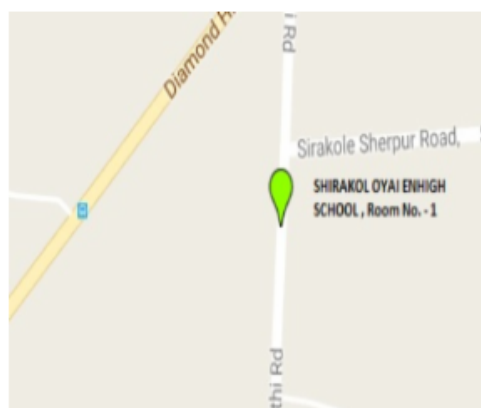 Diamond H
i Rd
Sirakole Sherpur Road,
SHIRAKOL OYAI ENHIGH
SCHOOL , Room No. - 1
thi Rd